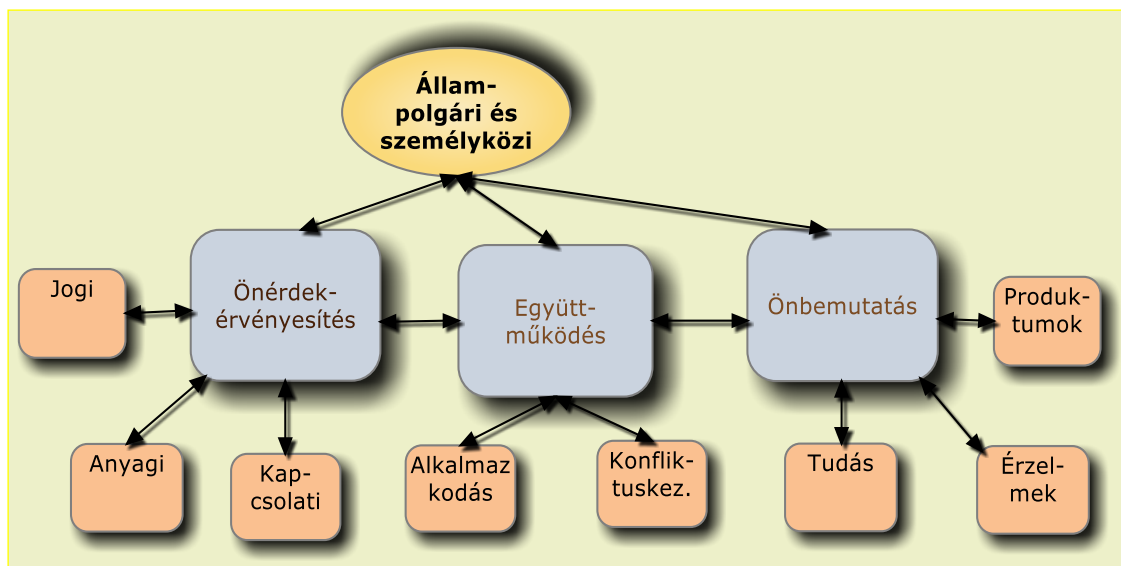 Állam-
polgári és
személyközi
Önérdek-
érvényesítés
Együtt-
működés
Önbemutatás
Jogi
Produk-
tumok
Anyagi
Kap-
csolati
Alkalmaz
kodás
Konflik-
tuskez.
Tudás
Érzel-
mek